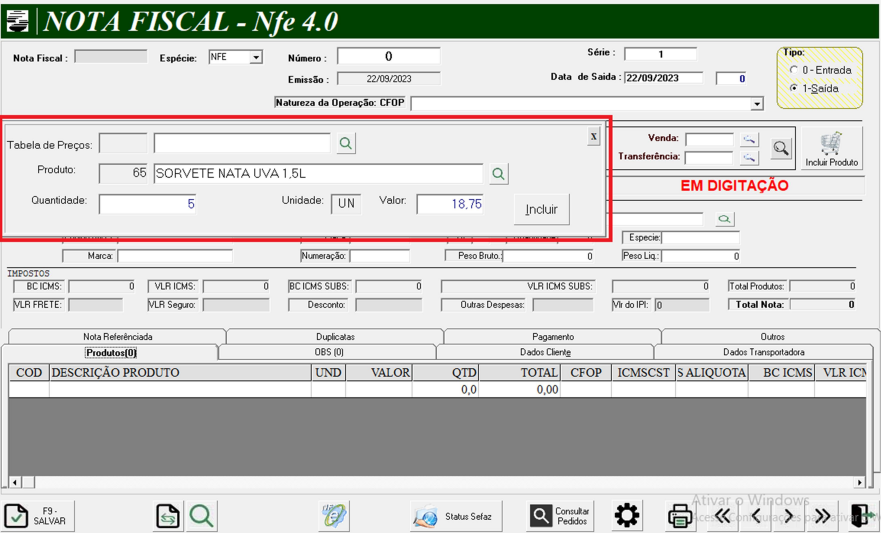 NOTA FISCAL - Nfe 4.0
Nota Fiscal :
Espécie: NFE
Número : 0
Série : 1
Tipo:
0 - Entrada
1-Saída
Emissão : 22/09/2023
Data de Saida : 22/09/2023 0
Natureza da Operação: CFOP
Tabela de Preços:
X
Produto: 65 SORVETE NATA UVA 1,5L
Quantidade: 5 Unidade: UN Valor: 18,75 Incluir
Venda:
Transferência:
Incluir Produto
EM DIGITAÇÃO
Especie:
Marca: Numeração: Peso Bruto.: 0 Peso Liq.: 0
IMPOSTOS
BC ICMS: 0 VLR ICMS: 0 BC ICMS SUBS: 0 VLR ICMS SUBS: 0 Total Produtos: 0
VLR FRETE: VLR Seguro: Desconto: Outras Despesas: Vlr do IPI: 0 Total Nota: 0
Nota Referênciada Duplicatas Pagamento Outros
Produtos(0) OBS (0) Dados Cliente Dados Transportadora
COD DESCRIÇÃO PRODUTO UND VALOR QTD TOTAL CFOP ICMSCST S ALIQUOTA BC ICMS VLR ICM
0,0 0,00
F9 - SALVAR
Status Sefaz
Consultar Pedidos
Ativar o Windows